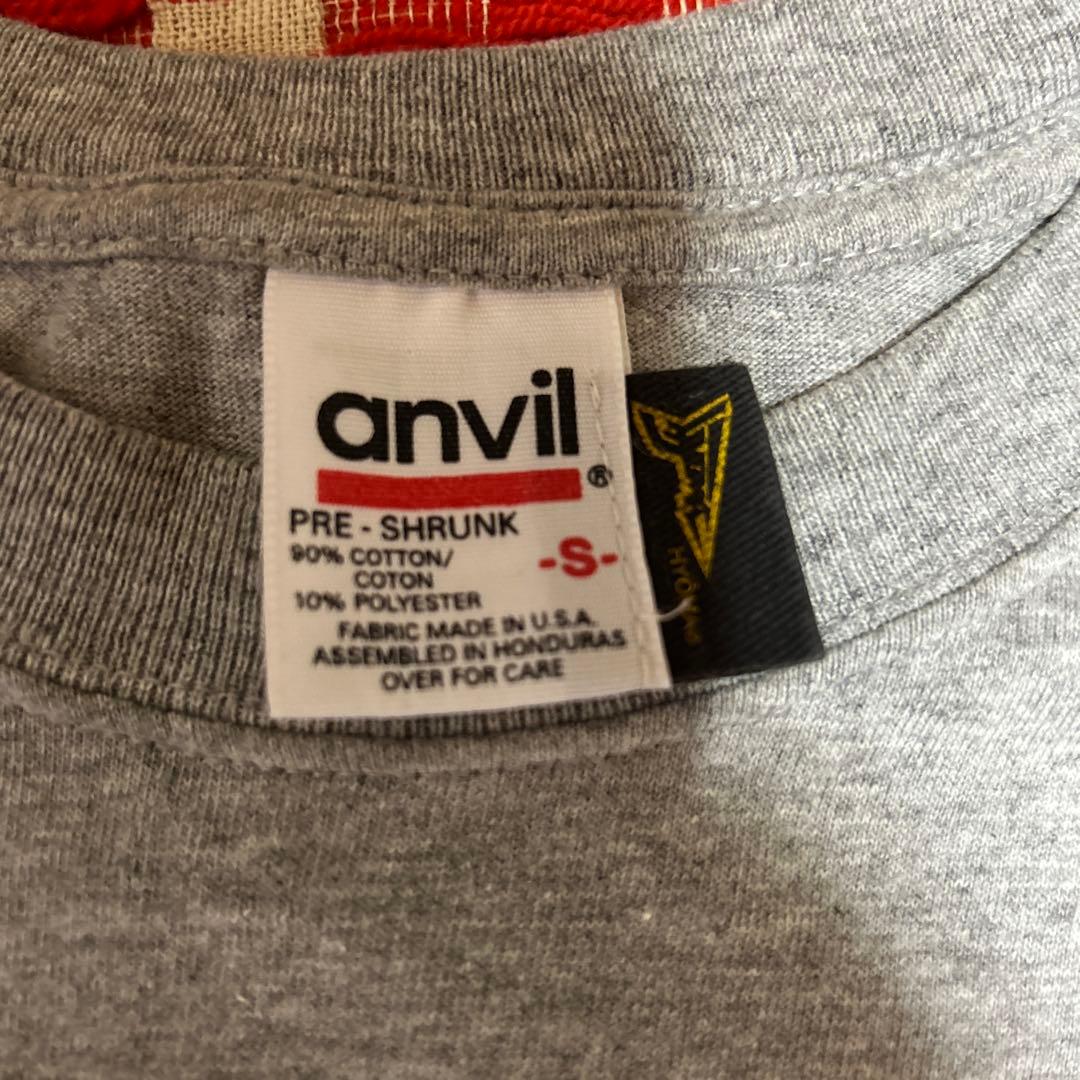 anvil
®
PRE - SHRUNK
-S-
90% COTTON/
COTON
10% POLYESTER
FABRIC MADE IN U.S.A.
ASSEMBLED IN HONDURAS
OVER FOR CARE